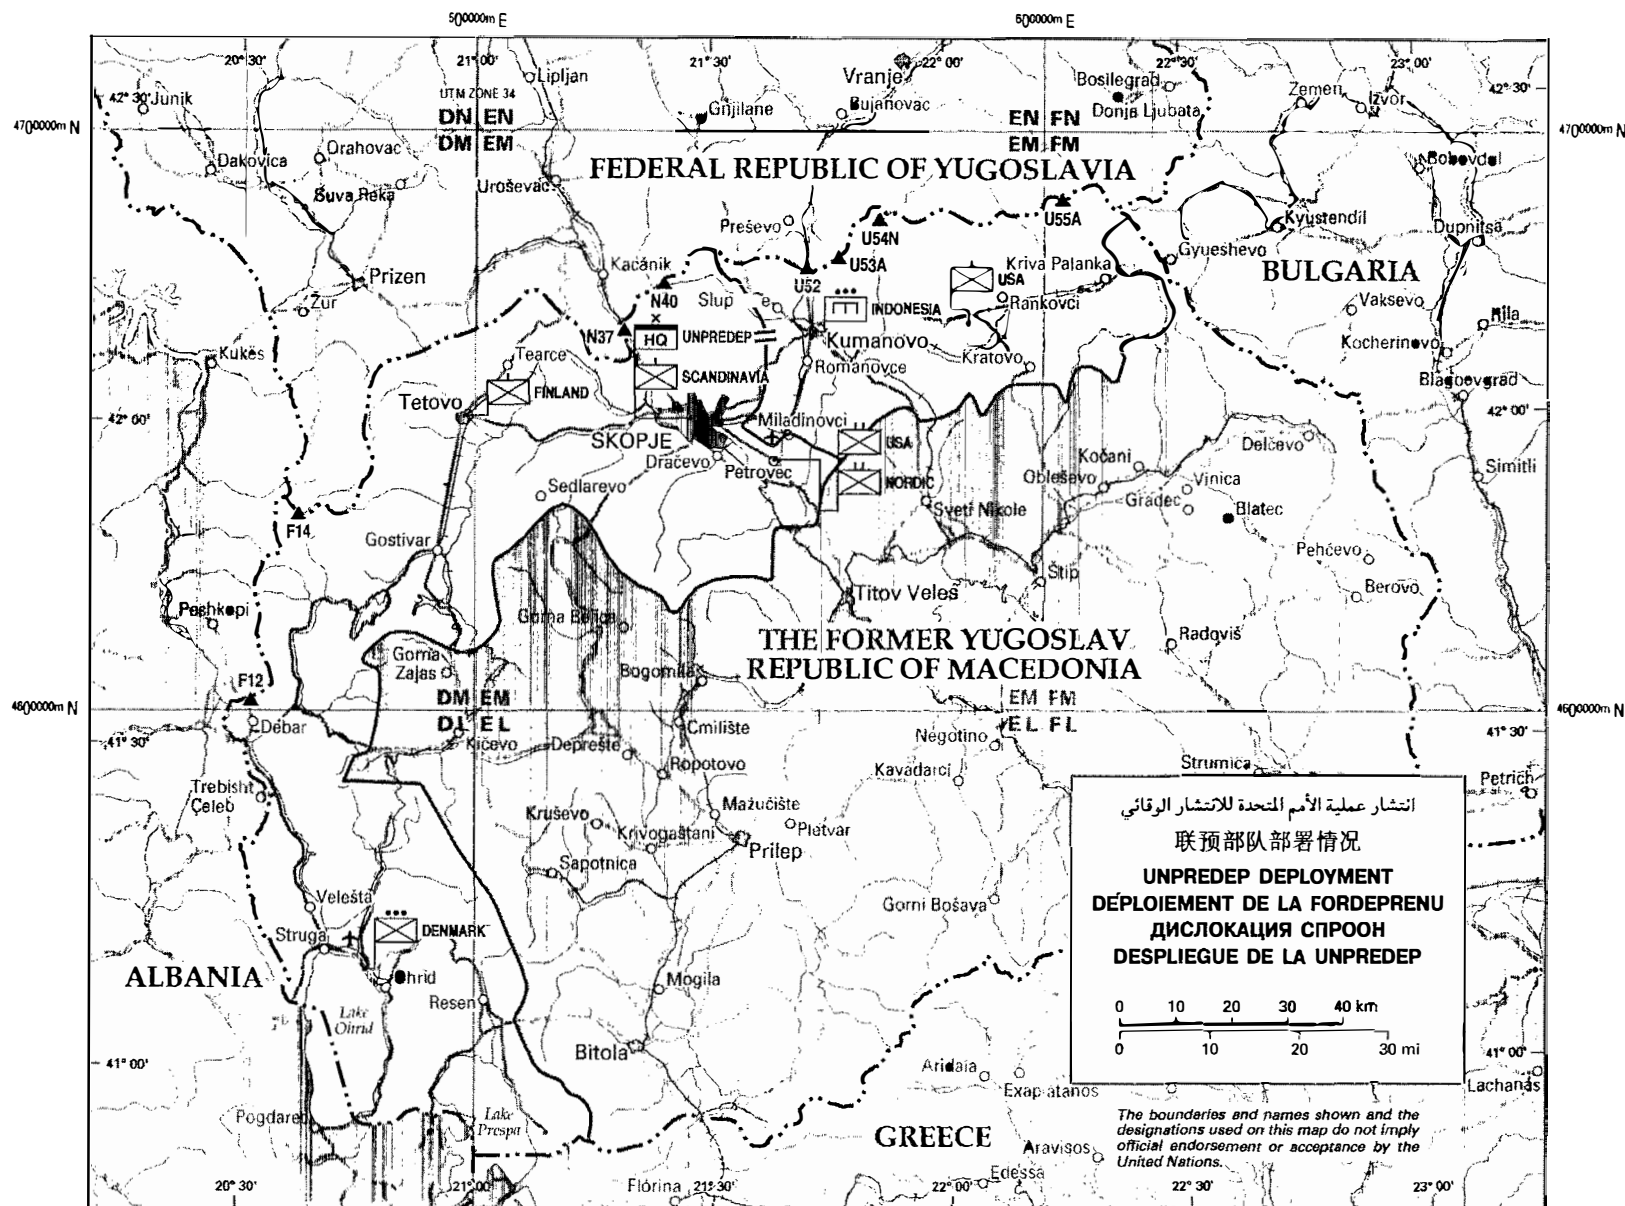 500000m E
600000m E
20° 30'
21° 00'
21° 30'
22° 00'
22° 30'
23° 00'
Lipljan
Vranje
Bosilegrad
Zemen
Izvor
42° 30'
Junik
UTM ZONE 34
Gnjilane
Bujanovac
Donja Ljubata
42° 30'
4700000m N
DN EN
DM EM
EN FN
EM FM
4700000m N
Orahovac
Dakovica
Bobovdol
FEDERAL REPUBLIC OF YUGOSLAVIA
Suva Reka
Uroševac
U55A
Kyustendil
Preševo
U54N
Dupnitsa
Gyueshevo
Kačanik
U53A
Kriva Palanka
BULGARIA
Prizen
USA
U52
Žur
N40
Slup
INDONESIA
Rankovci
Vaksevo
Rila
N37
HQ
UNPREDEP
Kumanovo
Kocherinovo
Kukës
Tearce
Kratovo
Romanovce
SCANDINAVIA
FINLAND
Blagoevgrad
Tetovo
42° 00'
Miladinovci
42° 00'
SKOPJE
USA
Delčevo
Dračevo
Petrovec
Kočani
Simitli
Sedlarevo
NORDIC
Obleševo
Vinica
Gradec
Sveti Nikole
Blatec
F14
Gostivar
Pehčevo
Štip
Berovo
Titov Veles
Peshkopi
THE FORMER YUGOSLAV
REPUBLIC OF MACEDONIA
Radoviš
Gorna
Zajas
Bogomila
F12
DM EM
DL EL
EM FM
EL FL
4600000m N
4600000m N
Debar
Cmilište
41° 30'
Kičevo
Deprešte
Negotino
41° 30'
Ropotovo
Kavadarci
Strumica
Petrich
Trebisht
Çeleb
Mažučište
Kruševo
Krivogaštani
Pletvar
Prilep
Sapotnica
Velešta
Gorni Bošava
Struga
DENMARK
ALBANIA
Ohrid
Resen
Mogila
Lake
Ohrid
Bitola
41° 00'
Aridaia
Exaplatanos
41° 00'
Lachanas
Lake
Prespa
GREECE
Aravisos
Edessa
Flórina
انتشار عملية الأمم المتحدة للانتشار الوقائي
联预部队部署情况
UNPREDEP DEPLOYMENT
DÉPLOIEMENT DE LA FORDEPRENU
ДИСЛОКАЦИЯ СПРООН
DESPLIEGUE DE LA UNPREDEP
0 10 20 30 40 km
0 10 20 30 mi
The boundaries and names shown and the
designations used on this map do not imply
official endorsement or acceptance by the
United Nations.
20° 30'
21° 00'
21° 30'
22° 00'
22° 30'
23° 00'